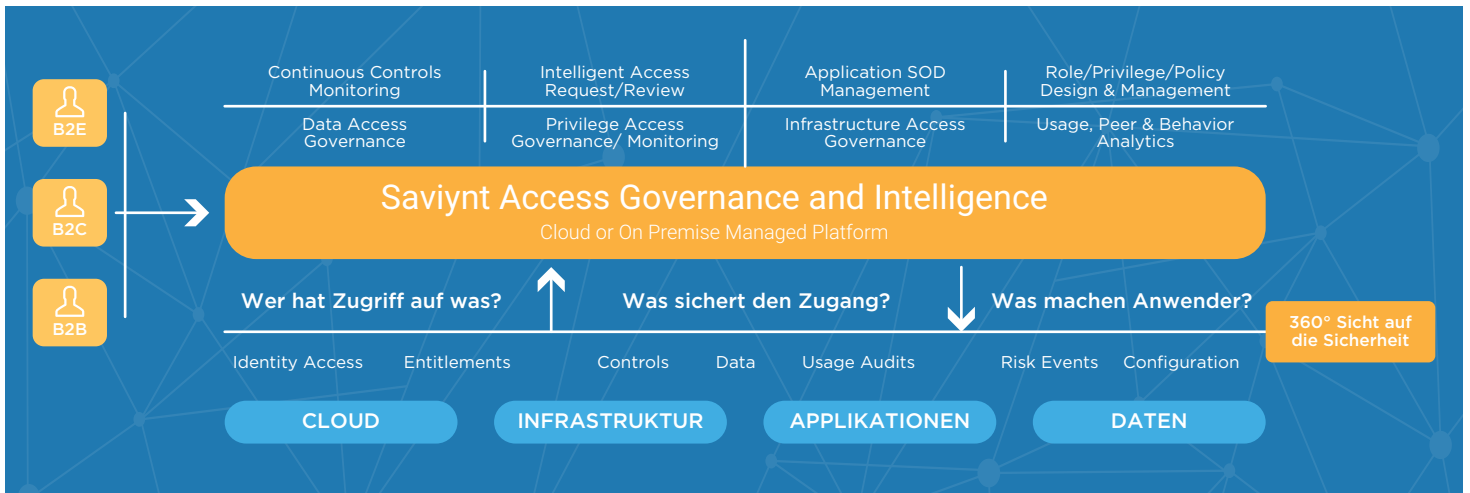 Continuous Controls
Monitoring
Intelligent Access
Request/Review
Application SOD
Management
Role/Privilege/Policy
Design & Management
Data Access
Governance
Privilege Access
Governance/ Monitoring
Infrastructure Access
Governance
Usage, Peer & Behavior
Analytics
B2E
B2C
B2B
Saviynt Access Governance and Intelligence
Cloud or On Premise Managed Platform
Wer hat Zugriff auf was?
Was sichert den Zugang?
Was machen Anwender?
360° Sicht auf
die Sicherheit
Identity Access
Entitlements
Controls
Data
Usage Audits
Risk Events
Configuration
CLOUD
INFRASTRUKTUR
APPLIKATIONEN
DATEN